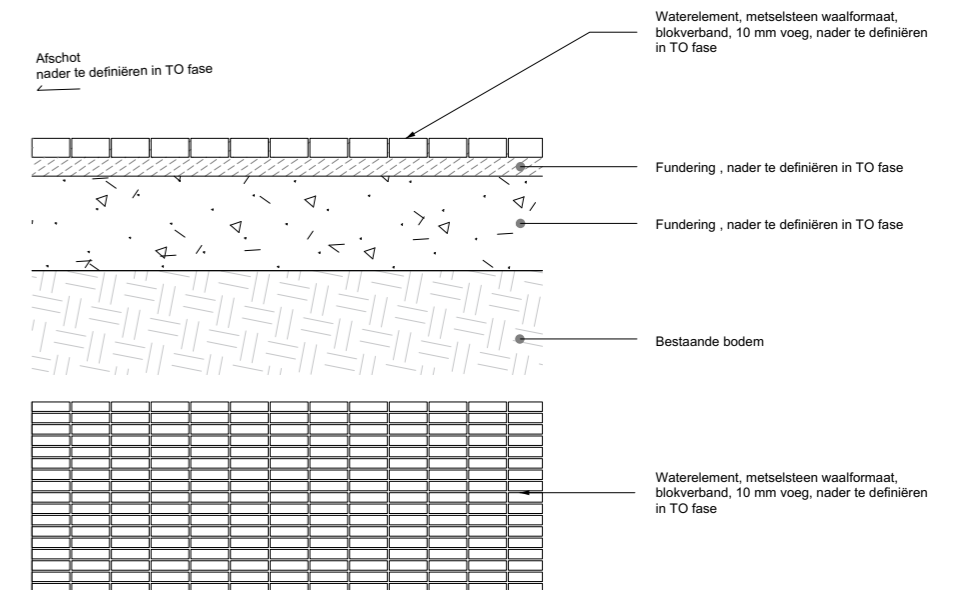 Waterelement, metselsteen waalformaat,
blokverband, 10 mm voeg, nader te definiëren
in TO fase
Afschot
nader te definiëren in TO fase
Fundering , nader te definiëren in TO fase
Fundering , nader te definiëren in TO fase
Bestaande bodem
Waterelement, metselsteen waalformaat,
blokverband, 10 mm voeg, nader te definiëren
in TO fase